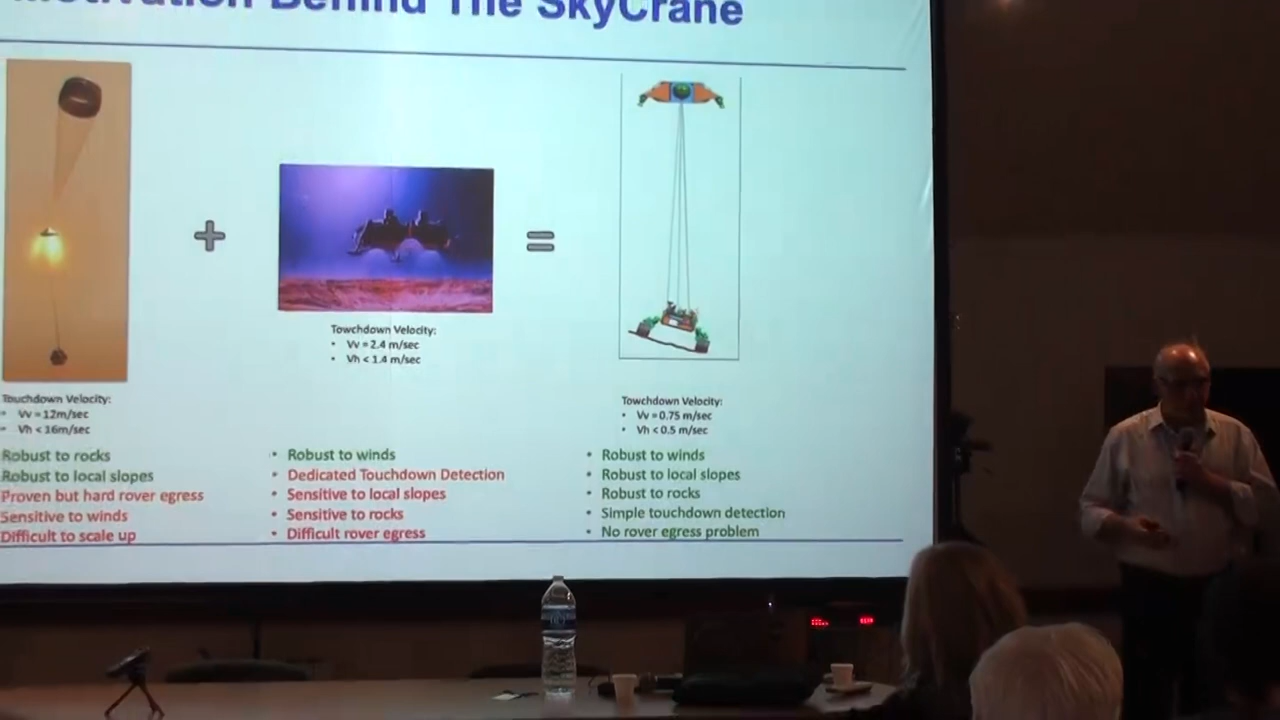 Motivation Behind The SkyCrane
Touchdown Velocity:
• Vv = 12m/sec
• Vh < 16m/sec
Robust to rocks
Robust to local slopes
Proven but hard rover egress
Sensitive to winds
Difficult to scale up
+
Towchdown Velocity:
• Vv = 2.4 m/sec
• Vh < 1.4 m/sec
• Robust to winds
• Dedicated Touchdown Detection
• Sensitive to local slopes
• Sensitive to rocks
• Difficult rover egress
=
Towchdown Velocity:
• Vv = 0.75 m/sec
• Vh < 0.5 m/sec
• Robust to winds
• Robust to local slopes
• Robust to rocks
• Simple touchdown detection
• No rover egress problem